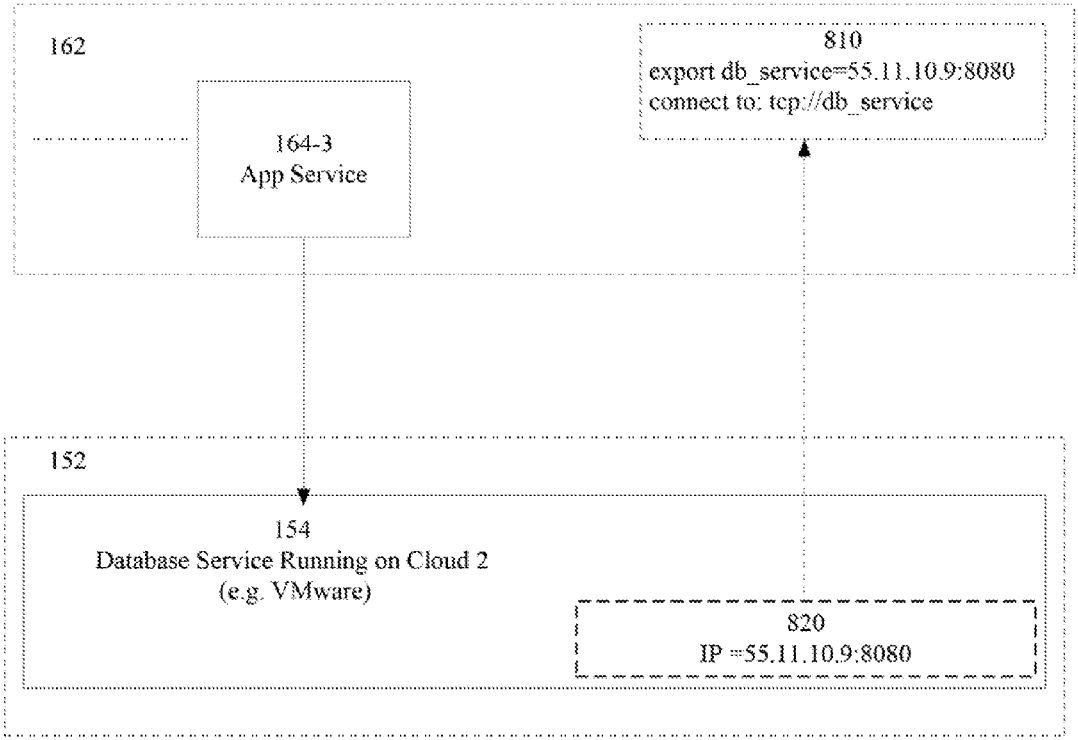 162
810
export db_service=55.11.10.9:8080
connect to: tcp://db_service
164-3
App Service
152
154
Database Service Running on Cloud 2
(e.g. VMware)
820
IP =55.11.10.9:8080